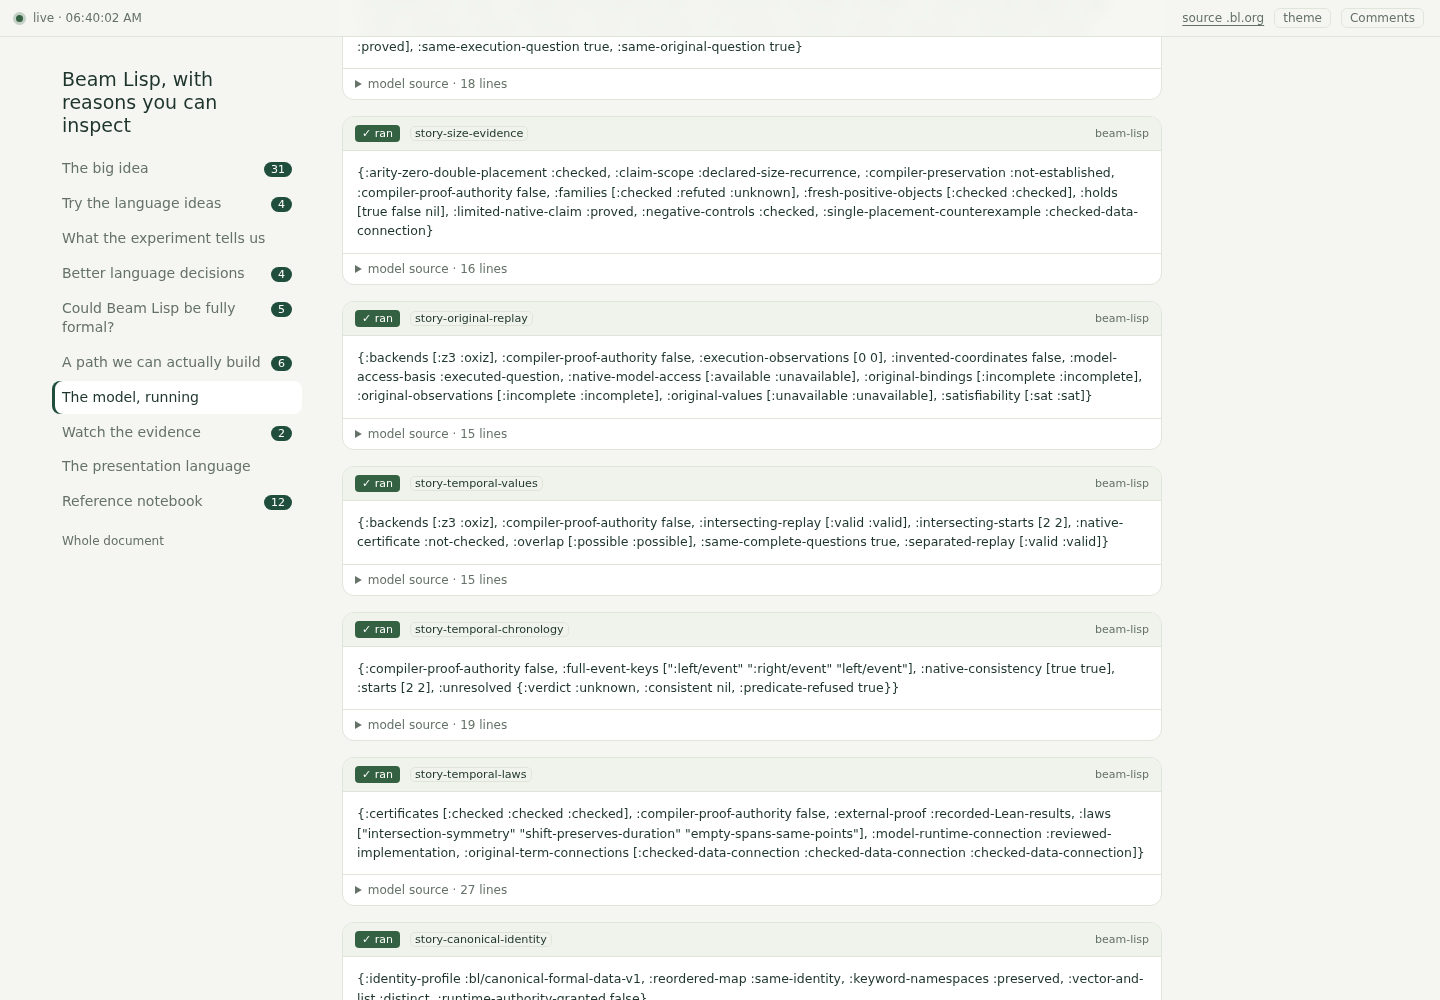 live · 06:40:02 AM
source .bl.org
theme
Comments
Beam Lisp, with
reasons you can
inspect
The big idea
31
Try the language ideas
4
What the experiment tells us
Better language decisions
4
Could Beam Lisp be fully
formal?
5
A path we can actually build
6
The model, running
Watch the evidence
2
The presentation language
Reference notebook
12
Whole document
:proved], :same-execution-question true, :same-original-question true}
model source · 18 lines
✓ ran
story-size-evidence
beam-lisp
{:arity-zero-double-placement :checked, :claim-scope :declared-size-recurrence, :compiler-preservation :not-established,
:compiler-proof-authority false, :families [:checked :refuted :unknown], :fresh-positive-objects [:checked :checked], :holds
[true false nil], :limited-native-claim :proved, :negative-controls :checked, :single-placement-counterexample :checked-data-
connection}
model source · 16 lines
✓ ran
story-original-replay
beam-lisp
{:backends [:z3 :oxiz], :compiler-proof-authority false, :execution-observations [0 0], :invented-coordinates false, :model-
access-basis :executed-question, :native-model-access [:available :unavailable], :original-bindings [:incomplete :incomplete],
:original-observations [:incomplete :incomplete], :original-values [:unavailable :unavailable], :satisfiability [:sat :sat]}
model source · 15 lines
✓ ran
story-temporal-values
beam-lisp
{:backends [:z3 :oxiz], :compiler-proof-authority false, :intersecting-replay [:valid :valid], :intersecting-starts [2 2], :native-
certificate :not-checked, :overlap [:possible :possible], :same-complete-questions true, :separated-replay [:valid :valid]}
model source · 15 lines
✓ ran
story-temporal-chronology
beam-lisp
{:compiler-proof-authority false, :full-event-keys [":left/event" ":right/event" "left/event"], :native-consistency [true true],
:starts [2 2], :unresolved {:verdict :unknown, :consistent nil, :predicate-refused true}}
model source · 19 lines
✓ ran
story-temporal-laws
beam-lisp
{:certificates [:checked :checked :checked], :compiler-proof-authority false, :external-proof :recorded-Lean-results, :laws
["intersection-symmetry" "shift-preserves-duration" "empty-spans-same-points"], :model-runtime-connection :reviewed-
implementation, :original-term-connections [:checked-data-connection :checked-data-connection :checked-data-connection]}
model source · 27 lines
✓ ran
story-canonical-identity
beam-lisp
{:identity-profile :bl/canonical-formal-data-v1, :reordered-map :same-identity, :keyword-namespaces :preserved, :vector-and-
list :distinct, :runtime-authority-granted false}